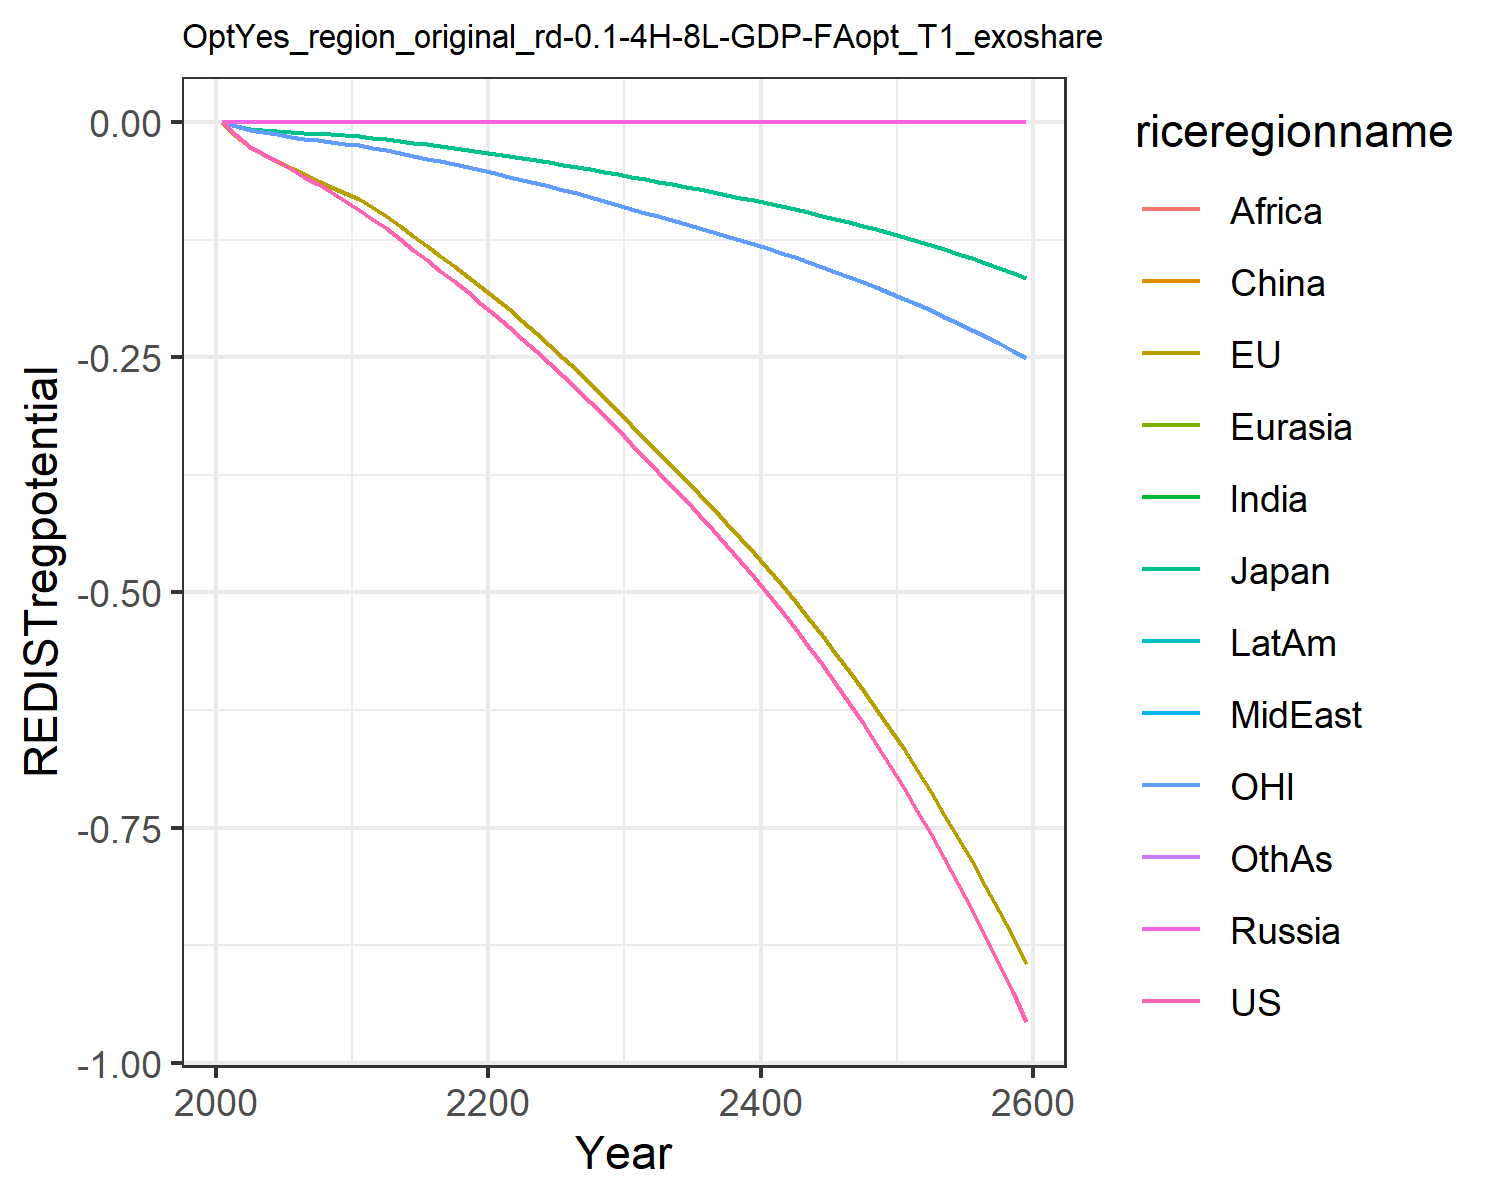 OptYes_region_original_rd-0.1-4H-8L-GDP-FAopt_T1_exoshare
0.00
-0.25
-0.50
-0.75
-1.00
REDISTregpotential
2000
2200
2400
2600
Year
riceregionname
Africa
China
EU
Eurasia
India
Japan
LatAm
MidEast
OHI
OthAs
Russia
US